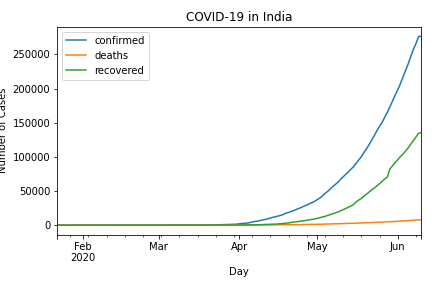 COVID-19 in India
confirmed
deaths
recovered
250000
200000
150000
100000
50000
0
Number of Cases
Feb
2020
Mar
Apr
May
Jun
Day